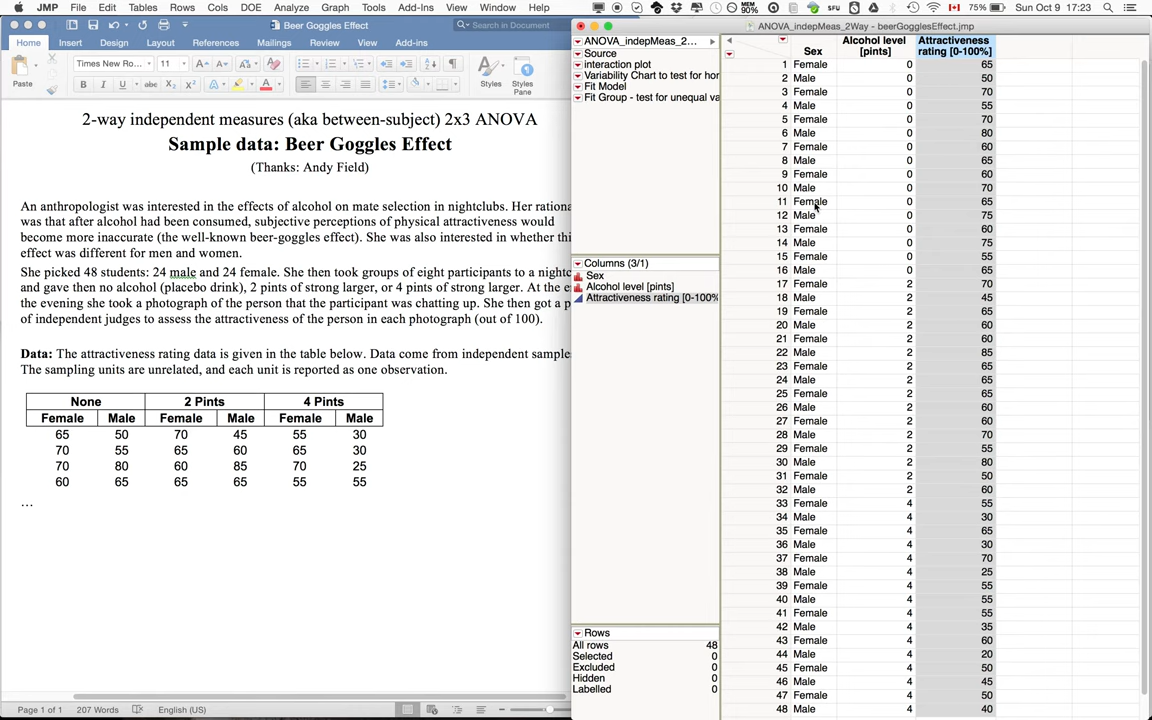 JMP File Edit Tables Rows Cols DOE Analyze Graph Tools Add-Ins View Window Help MEM 90% SFU 75% Sun Oct 9 17:23
Beer Goggles Effect
Search in Document
Home Insert Design Layout References Mailings Review View Add-ins
Paste Times New Ro... 11 Styles Styles Pane
2-way independent measures (aka between-subject) 2x3 ANOVA
Sample data: Beer Goggles Effect
(Thanks: Andy Field)
An anthropologist was interested in the effects of alcohol on mate selection in nightclubs. Her rationa
was that after alcohol had been consumed, subjective perceptions of physical attractiveness would
become more inaccurate (the well-known beer-goggles effect). She was also interested in whether thi
effect was different for men and women.
She picked 48 students: 24 male and 24 female. She then took groups of eight participants to a nightc
and gave then no alcohol (placebo drink), 2 pints of strong larger, or 4 pints of strong larger. At the e
the evening she took a photograph of the person that the participant was chatting up. She then got a p
of independent judges to assess the attractiveness of the person in each photograph (out of 100).
Data: The attractiveness rating data is given in the table below. Data come from independent sample
The sampling units are unrelated, and each unit is reported as one observation.
None 2 Pints 4 Pints
Female Male Female Male Female Male
65 50 70 45 55 30
70 55 65 60 65 30
70 80 60 85 70 25
60 65 65 65 55 55
...
Page 1 of 1 207 Words English (US)
ANOVA_indepMeas_2Way - beerGogglesEffect.jmp
ANOVA_indepMeas_2...
Source
interaction plot
Variability Chart to test for hor
Fit Model
Fit Group - test for unequal va
Columns (3/1)
Sex
Alcohol level [pints]
Attractiveness rating [0-100%
Rows
All rows 48
Selected 0
Excluded 0
Hidden 0
Labelled 0
Sex Alcohol level [pints] Attractiveness rating [0-100%]
1 Female 0 65
2 Male 0 50
3 Female 0 70
4 Male 0 55
5 Female 0 70
6 Male 0 80
7 Female 0 60
8 Male 0 65
9 Female 0 60
10 Male 0 70
11 Female 0 65
12 Male 0 75
13 Female 0 60
14 Male 0 75
15 Female 0 55
16 Male 0 65
17 Female 2 70
18 Male 2 45
19 Female 2 65
20 Male 2 60
21 Female 2 60
22 Male 2 85
23 Female 2 65
24 Male 2 65
25 Female 2 65
26 Male 2 60
27 Female 2 60
28 Male 2 70
29 Female 2 55
30 Male 2 80
31 Female 2 50
32 Male 2 60
33 Female 4 55
34 Male 4 30
35 Female 4 65
36 Male 4 30
37 Female 4 70
38 Male 4 25
39 Female 4 55
40 Male 4 55
41 Female 4 55
42 Male 4 35
43 Female 4 60
44 Male 4 20
45 Female 4 50
46 Male 4 45
47 Female 4 50
48 Male 4 40